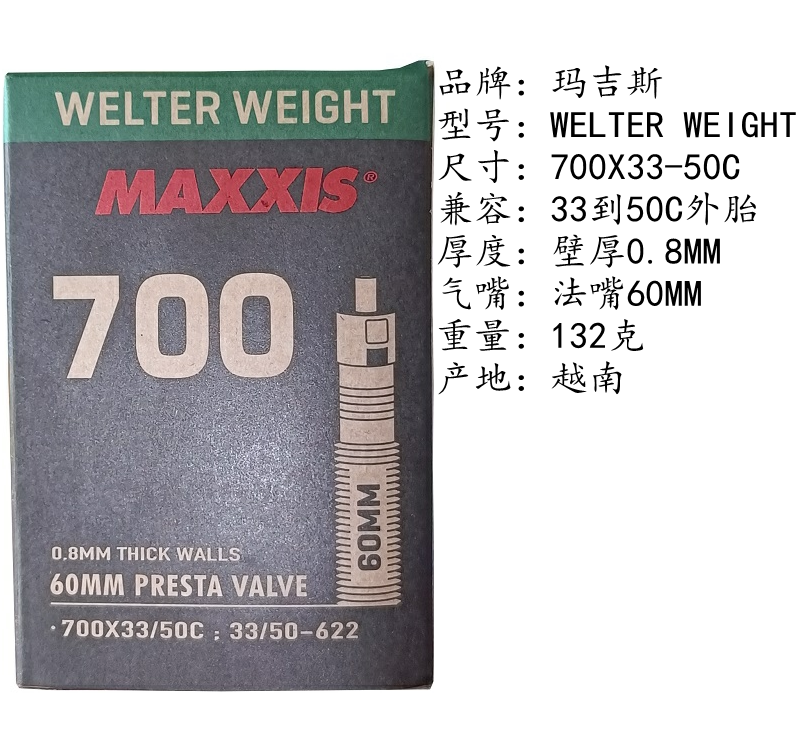 WELTER WEIGHT
MAXXIS®
700
60MM
0.8MM THICK WALLS
60MM PRESTA VALVE
·700X33/50C ; 33/50-622
品牌：玛吉斯
型号：WELTER WEIGHT
尺寸：700X33-50C
兼容：33到50C外胎
厚度：壁厚0.8MM
气嘴：法嘴60MM
重量：132克
产地：越南